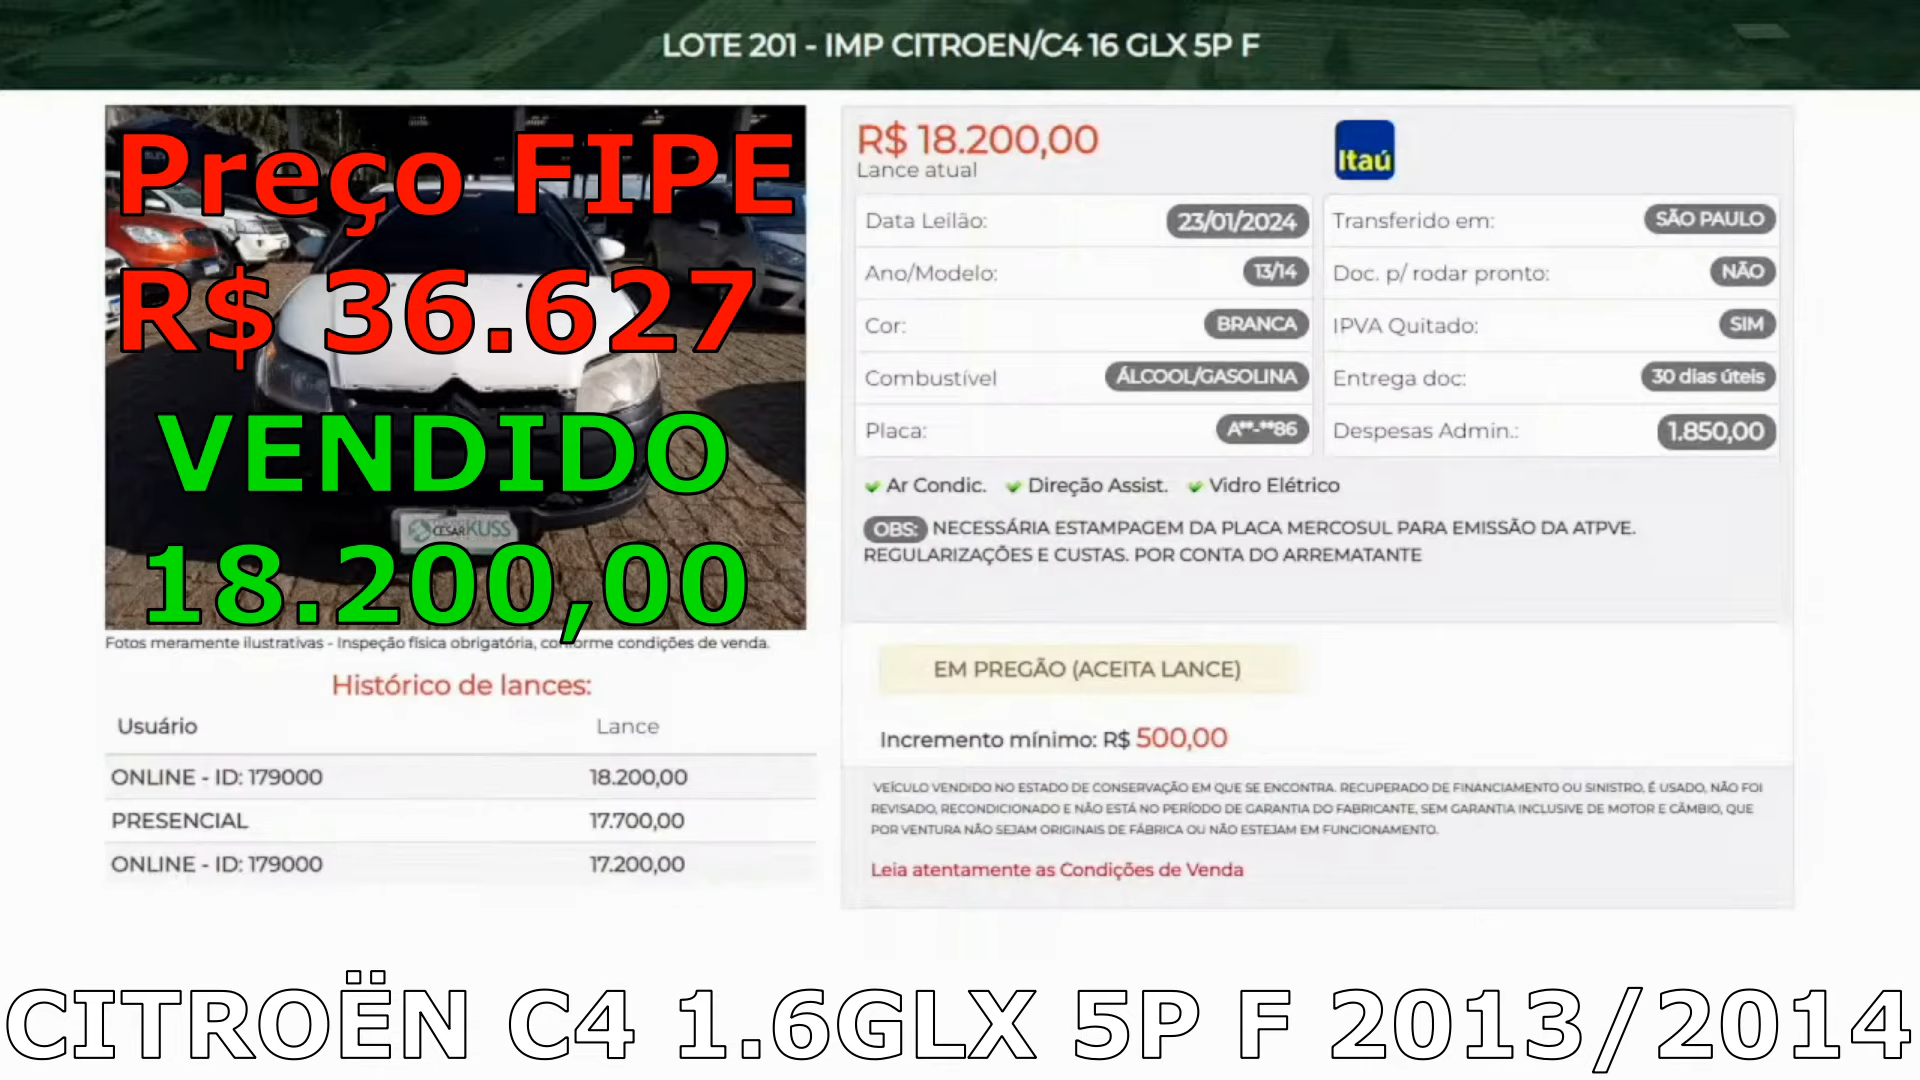 LOTE 201 - IMP CITROEN/C4 16 GLX 5P F
Preço FIPE
R$ 36.627
VENDIDO
18.200,00
CESARKUSS
Fotos meramente ilustrativas - Inspeção física obrigatória, conforme condições de venda.
Histórico de lances:
Usuário Lance
ONLINE - ID: 179000 18.200,00
PRESENCIAL 17.700,00
ONLINE - ID: 179000 17.200,00
R$ 18.200,00
Lance atual
Itaú
Data Leilão: 23/01/2024
Ano/Modelo: 13/14
Cor: BRANCA
Combustível ÁLCOOL/GASOLINA
Placa: A**-**86
Transferido em: SÃO PAULO
Doc. p/ rodar pronto: NÃO
IPVA Quitado: SIM
Entrega doc: 30 dias úteis
Despesas Admin.: 1.850,00
Ar Condic. Direção Assist. Vidro Elétrico
OBS: NECESSÁRIA ESTAMPAGEM DA PLACA MERCOSUL PARA EMISSÃO DA ATPVE.
REGULARIZAÇÕES E CUSTAS. POR CONTA DO ARREMATANTE
EM PREGÃO (ACEITA LANCE)
Incremento mínimo: R$ 500,00
VEÍCULO VENDIDO NO ESTADO DE CONSERVAÇÃO EM QUE SE ENCONTRA. RECUPERADO DE FINANCIAMENTO OU SINISTRO, É USADO, NÃO FOI
REVISADO, RECONDICIONADO E NÃO ESTÁ NO PERÍODO DE GARANTIA DO FABRICANTE, SEM GARANTIA INCLUSIVE DE MOTOR E CÂMBIO, QUE
POR VENTURA NÃO SEJAM ORIGINAIS DE FÁBRICA OU NÃO ESTEJAM EM FUNCIONAMENTO.
Leia atentamente as Condições de Venda
CITROËN C4 1.6GLX 5P F 2013/2014